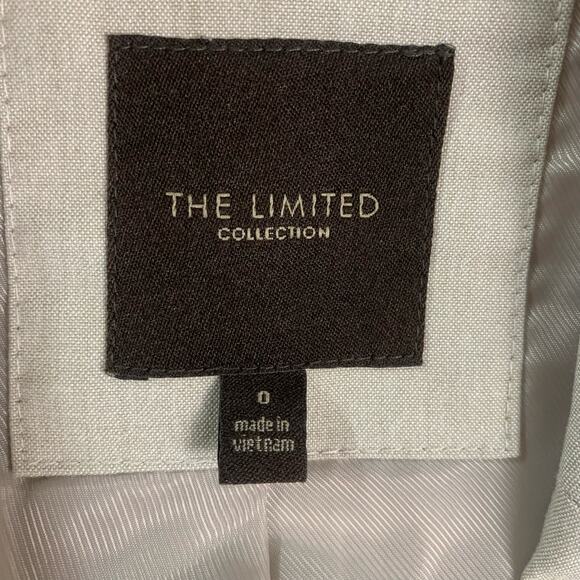 THE LIMITED
COLLECTION
0
made in
vietnam